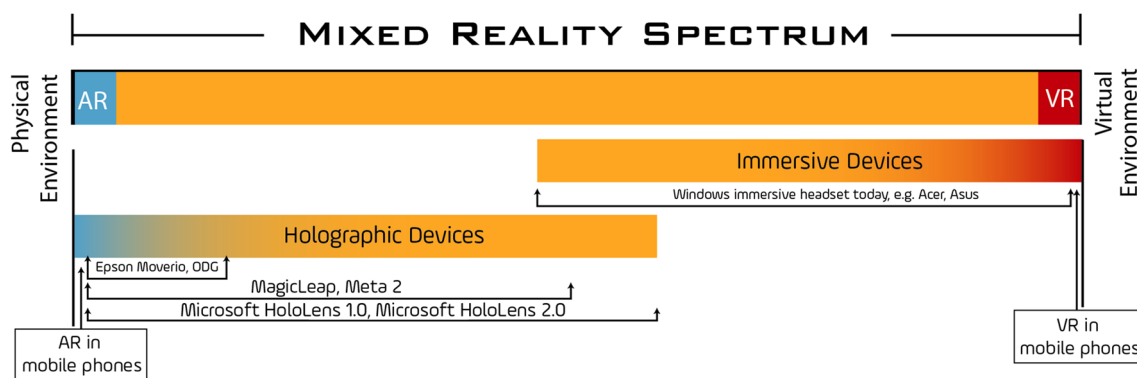 MIXED REALITY SPECTRUM
Physical
Environment
AR
VR
Virtual
Environment
Immersive Devices
Windows immersive headset today, e.g. Acer, Asus
Holographic Devices
Epson Moverio, ODG
MagicLeap, Meta 2
Microsoft HoloLens 1.0, Microsoft HoloLens 2.0
AR in
mobile phones
VR in
mobile phones